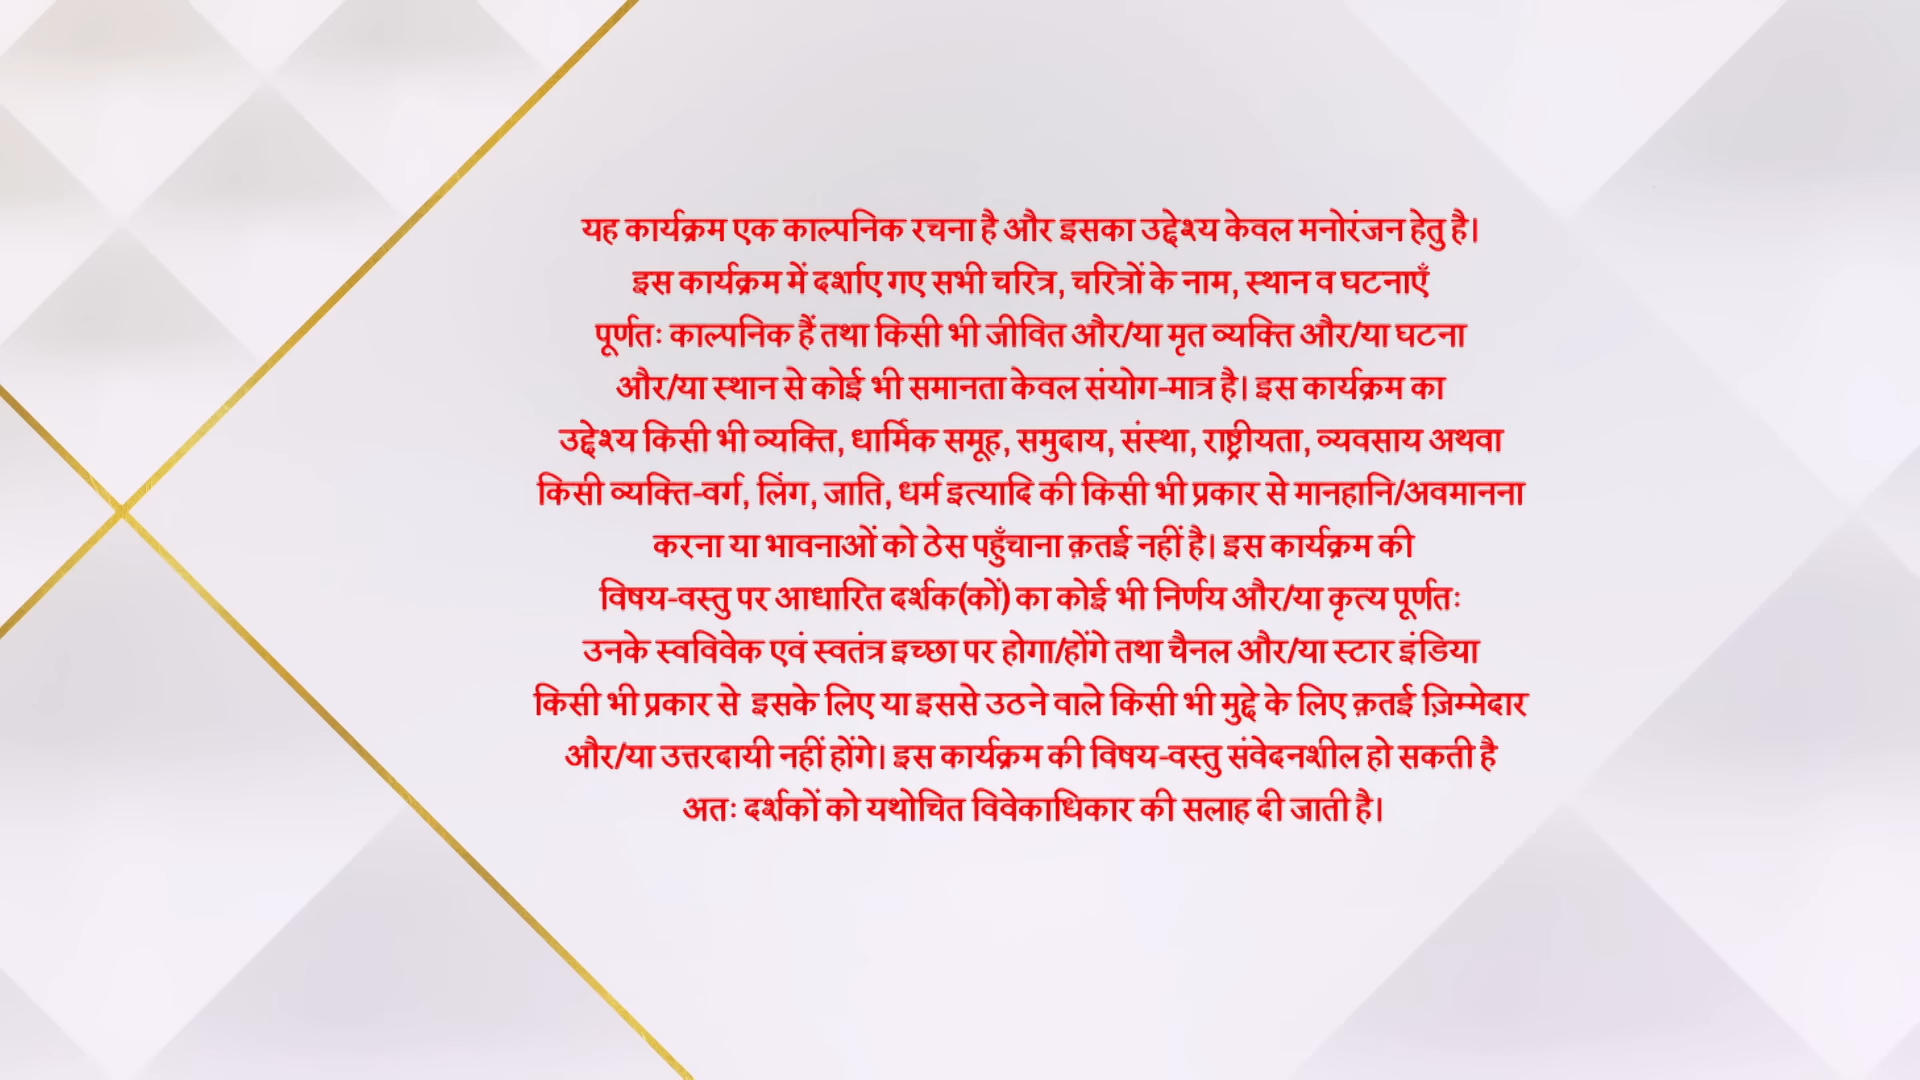 यह कार्यक्रम एक काल्पनिक रचना है और इसका उद्देश्य केवल मनोरंजन हेतु है।
इस कार्यक्रम में दर्शाए गए सभी चरित्र, चरित्रों के नाम, स्थान व घटनाएँ
पूर्णतः काल्पनिक हैं तथा किसी भी जीवित और/या मृत व्यक्ति और/या घटना
और/या स्थान से कोई भी समानता केवल संयोग-मात्र है। इस कार्यक्रम का
उद्देश्य किसी भी व्यक्ति, धार्मिक समूह, समुदाय, संस्था, राष्ट्रीयता, व्यवसाय अथवा
किसी व्यक्ति-वर्ग, लिंग, जाति, धर्म इत्यादि की किसी भी प्रकार से मानहानि/अवमानना
करना या भावनाओं को ठेस पहुँचाना क़तई नहीं है। इस कार्यक्रम की
विषय-वस्तु पर आधारित दर्शक(कों) का कोई भी निर्णय और/या कृत्य पूर्णतः
उनके स्वविवेक एवं स्वतंत्र इच्छा पर होगा/होंगे तथा चैनल और/या स्टार इंडिया
किसी भी प्रकार से इसके लिए या इससे उठने वाले किसी भी मुद्दे के लिए क़तई ज़िम्मेदार
और/या उत्तरदायी नहीं होंगे। इस कार्यक्रम की विषय-वस्तु संवेदनशील हो सकती है
अतः दर्शकों को यथोचित विवेकाधिकार की सलाह दी जाती है।